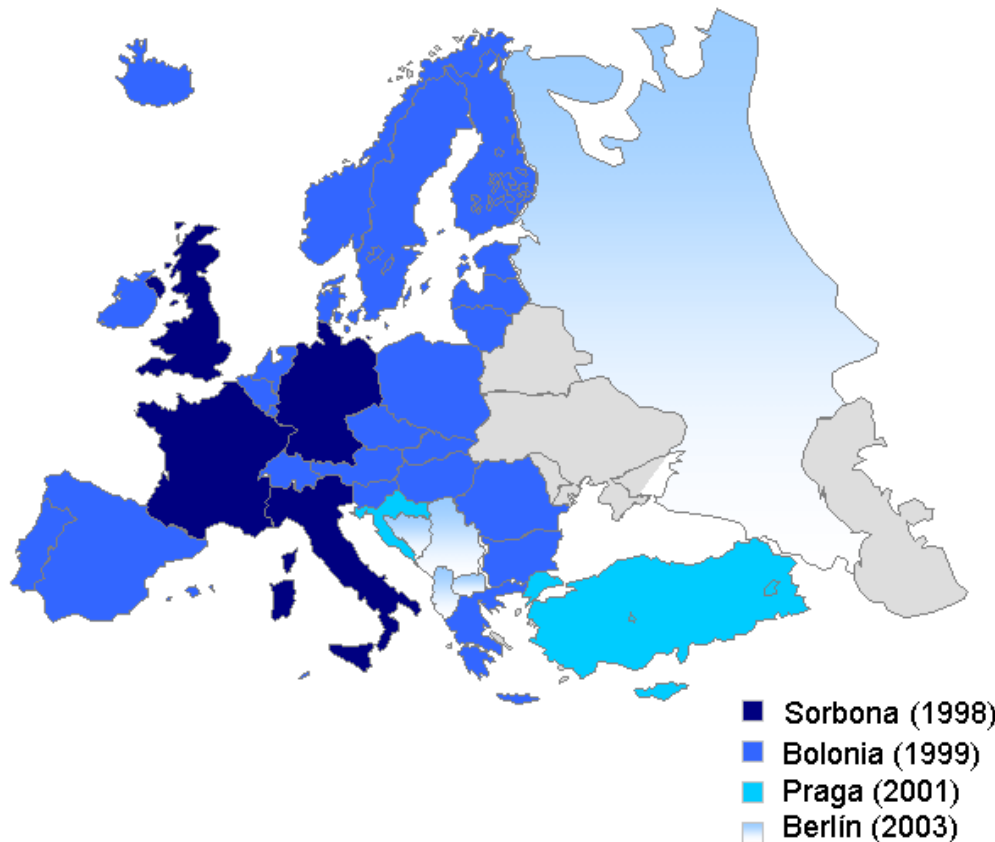 Sorbona (1998)
Bolonia (1999)
Praga (2001)
Berlín (2003)